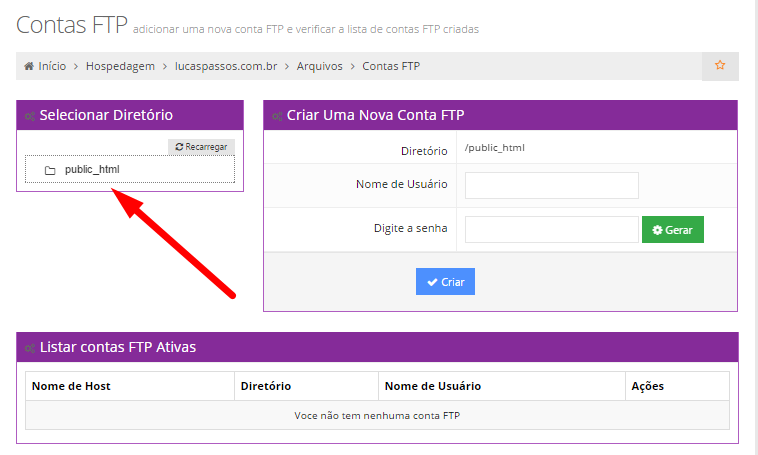 Contas FTP adicionar uma nova conta FTP e verificar a lista de contas FTP criadas
Início > Hospedagem > lucaspassos.com.br > Arquivos > Contas FTP
Selecionar Diretório
Recarregar
public_html
Criar Uma Nova Conta FTP
Diretório /public_html
Nome de Usuário
Digite a senha Gerar
Criar
Listar contas FTP Ativas
Nome de Host Diretório Nome de Usuário Ações
Voce não tem nenhuma conta FTP